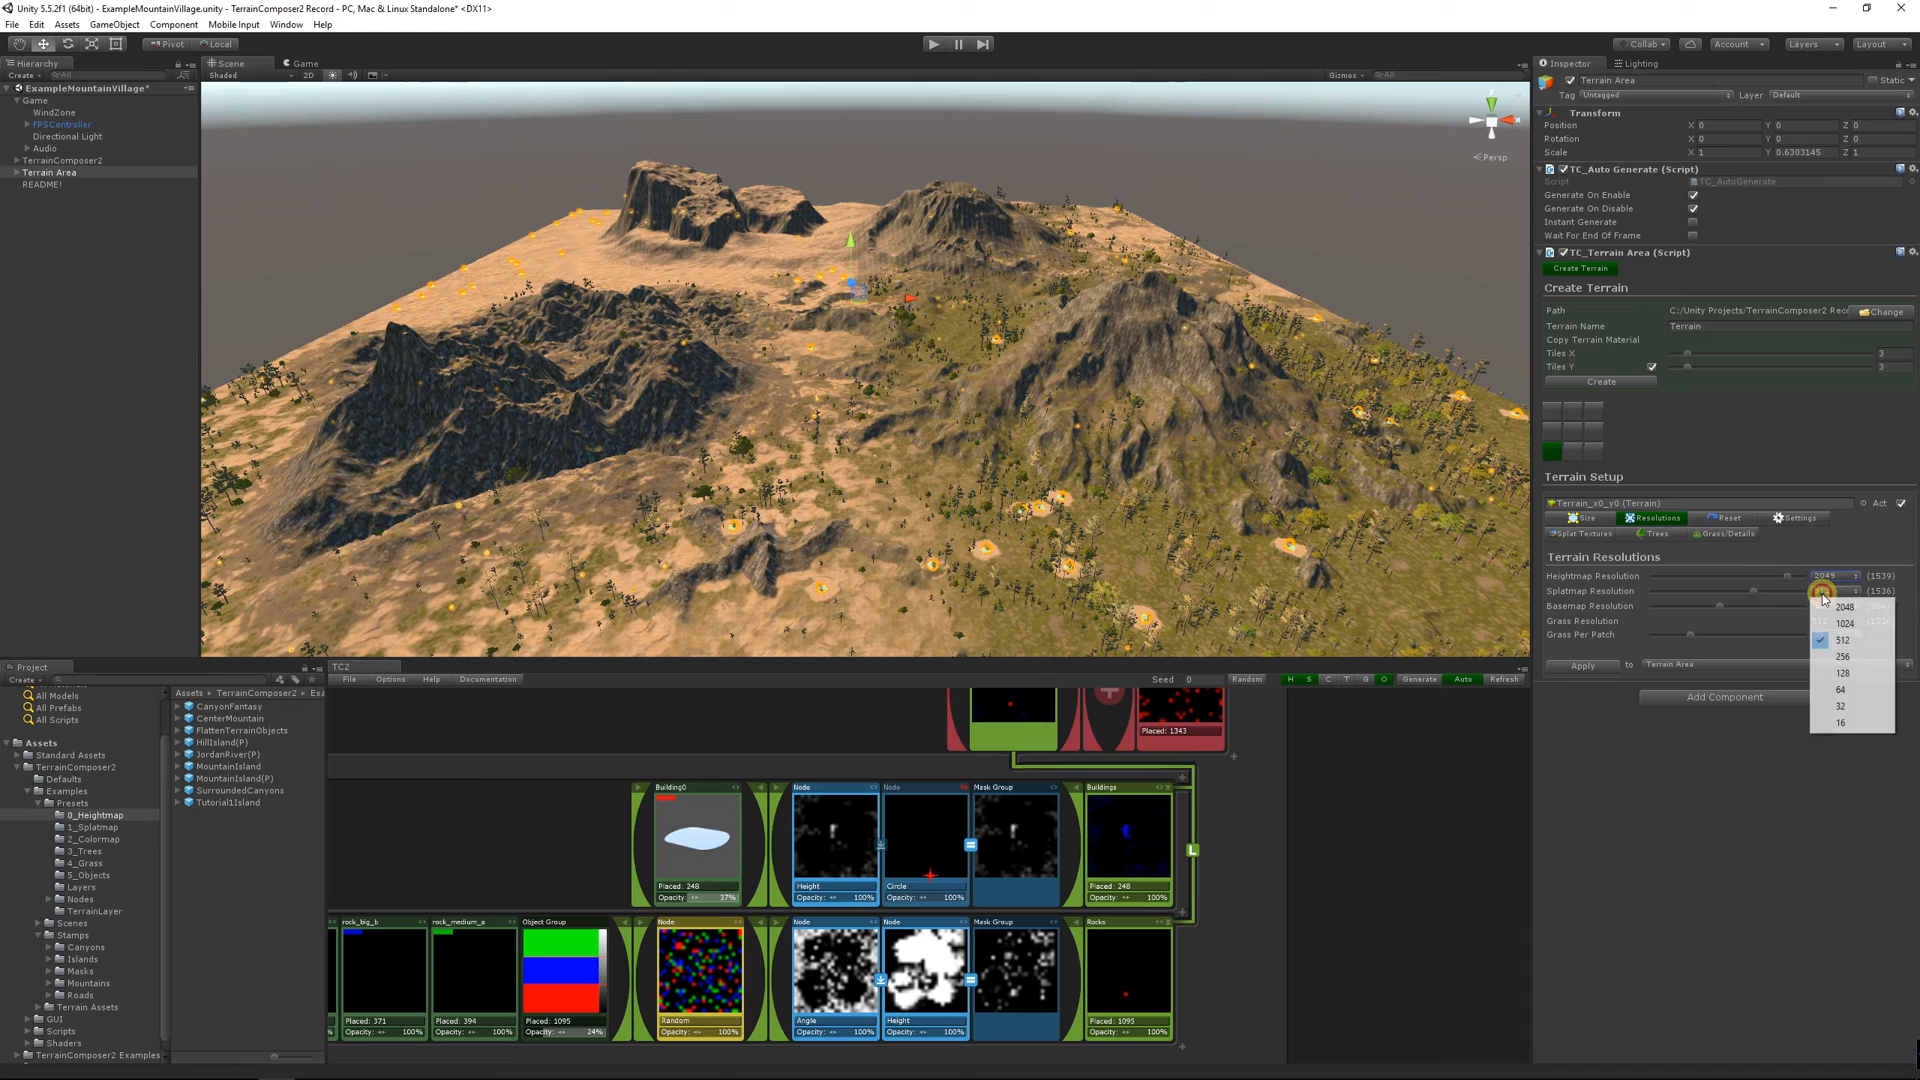 Unity 5.5.2f1 (64bit) - ExampleMountainVillage.unity - TerrainComposer2 Record - PC, Mac & Linux Standalone* <DX11>
File Edit Assets GameObject Component Mobile Input Window Help
Pivot Local Collab Account Layers Layout
Hierarchy
Create All
ExampleMountainVillage*
Game
WindZone
FPSController
Directional Light
Audio
TerrainComposer2
Terrain Area
README!
Scene Game
Shaded 2D Gizmos All
y
x
Persp
Inspector Lighting
Terrain Area Static
Tag Untagged Layer Default
Transform
Position X 0 Y 0 Z 0
Rotation X 0 Y 0 Z 0
Scale X 1 Y 0.6303145 Z 1
TC_Auto Generate (Script)
Script TC_AutoGenerate
Generate On Enable
Generate On Disable
Instant Generate
Wait For End Of Frame
TC_Terrain Area (Script)
Create Terrain
Create Terrain
Path C:/Unity Projects/TerrainComposer2 Reco Change
Terrain Name Terrain
Copy Terrain Material
Tiles X 3
Tiles Y 3
Create
Terrain Setup
Terrain_x0_y0 (Terrain) Act
Size Resolutions Reset Settings
Splat Textures Trees Grass/Details
Terrain Resolutions
Heightmap Resolution 2049 (1539)
Splatmap Resolution (1536)
Basemap Resolution
Grass Resolution
Grass Per Patch
2048
1024
512
256
128
64
32
16
Apply to Terrain Area
Add Component
Project
Create
All Models
All Prefabs
All Scripts
Assets
Standard Assets
TerrainComposer2
Defaults
Examples
Presets
0_Heightmap
1_Splatmap
2_Colormap
3_Trees
4_Grass
5_Objects
Layers
Nodes
TerrainLayer
Scenes
Stamps
Canyons
Islands
Masks
Mountains
Roads
Terrain Assets
GUI
Scripts
Shaders
TerrainComposer2 Examples
Assets TerrainComposer2 Exa
CanyonFantasy
CenterMountain
FlattenTerrainObjects
HillIsland(P)
JordanRiver(P)
MountainIsland
MountainIsland(P)
SurroundedCanyons
Tutorial1Island
TC2
File Options Help Documentation Seed 0 Random H S C T G O Generate Auto Refresh
Placed: 1343
Building0 Node Node Mask Group Buildings
Placed: 248 Height Circle Placed: 248
Opacity: 37% Opacity: 100% Opacity: 100% Opacity: 100%
L
rock_big_b rock_medium_a Object Group Node Node Node Mask Group Rocks
Placed: 371 Placed: 394 Placed: 1095 Random Angle Height Placed: 1095
Opacity: 100% Opacity: 100% Opacity: 24% Opacity: 100% Opacity: 100% Opacity: 100% Opacity: 100%